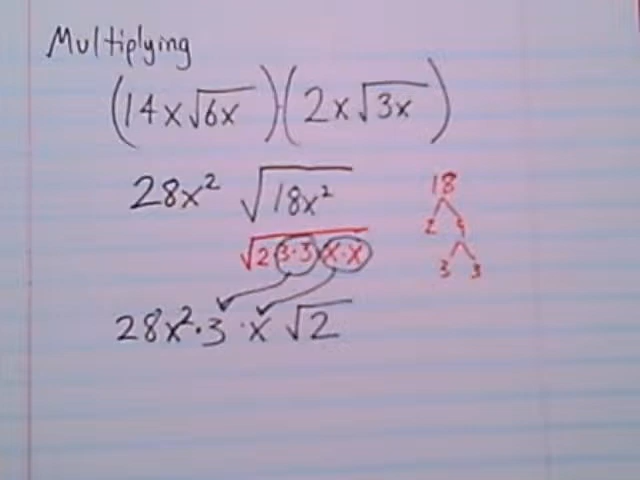 Multiplying
(14x√6x)·(2x√3x)
28x² √18x²
18
2 9
√2 3·3 x·x
3 3
28x²·3·x√2